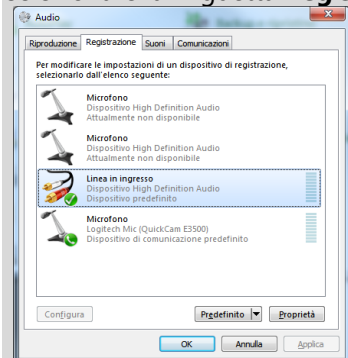 Audio
Riproduzione Registrazione Suoni Comunicazioni
Per modificare le impostazioni di un dispositivo di registrazione,
selezionarlo dall'elenco seguente:
Microfono
Dispositivo High Definition Audio
Attualmente non disponibile
Microfono
Dispositivo High Definition Audio
Attualmente non disponibile
Linea in ingresso
Dispositivo High Definition Audio
Dispositivo predefinito
Microfono
Logitech Mic (QuickCam E3500)
Dispositivo di comunicazione predefinito
Configura Predefinito Proprietà
OK Annulla Applica